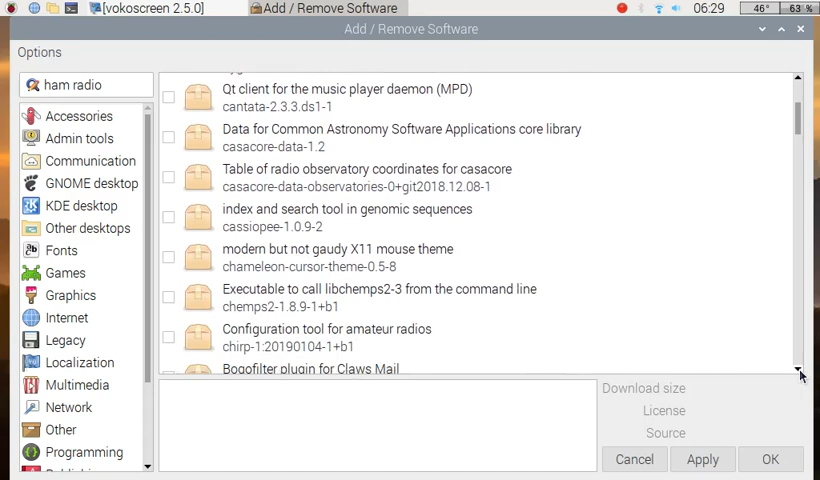 [vokoscreen 2.5.0]
Add / Remove Software
06:29
46°
63 %
Add / Remove Software
Options
ham radio
Accessories
Admin tools
Communication
GNOME desktop
KDE desktop
Other desktops
Fonts
Games
Graphics
Internet
Legacy
Localization
Multimedia
Network
Other
Programming
Qt client for the music player daemon (MPD)
cantata-2.3.3.ds1-1
Data for Common Astronomy Software Applications core library
casacore-data-1.2
Table of radio observatory coordinates for casacore
casacore-data-observatories-0+git2018.12.08-1
index and search tool in genomic sequences
cassiopee-1.0.9-2
modern but not gaudy X11 mouse theme
chameleon-cursor-theme-0.5-8
Executable to call libchemps2-3 from the command line
chemps2-1.8.9-1+b1
Configuration tool for amateur radios
chirp-1:20190104-1+b1
Bogofilter plugin for Claws Mail
Download size
License
Source
Cancel
Apply
OK